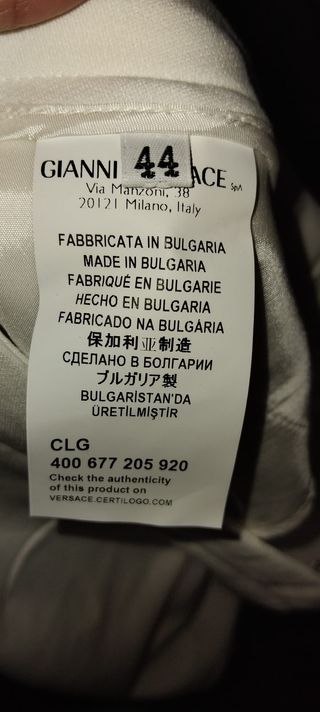 44
GIANNI ACE SpA
Via Manzoni, 38
20121 Milano, Italy
FABBRICATA IN BULGARIA
MADE IN BULGARIA
FABRIQUÉ EN BULGARIE
HECHO EN BULGARIA
FABRICADO NA BULGÁRIA
保加利亚制造
СДЕЛАНО В БОЛГАРИИ
ブルガリア製
BULGARİSTAN'DA
ÜRETİLMİŞTİR
CLG
400 677 205 920
Check the authenticity
of this product on
VERSACE.CERTILOGO.COM